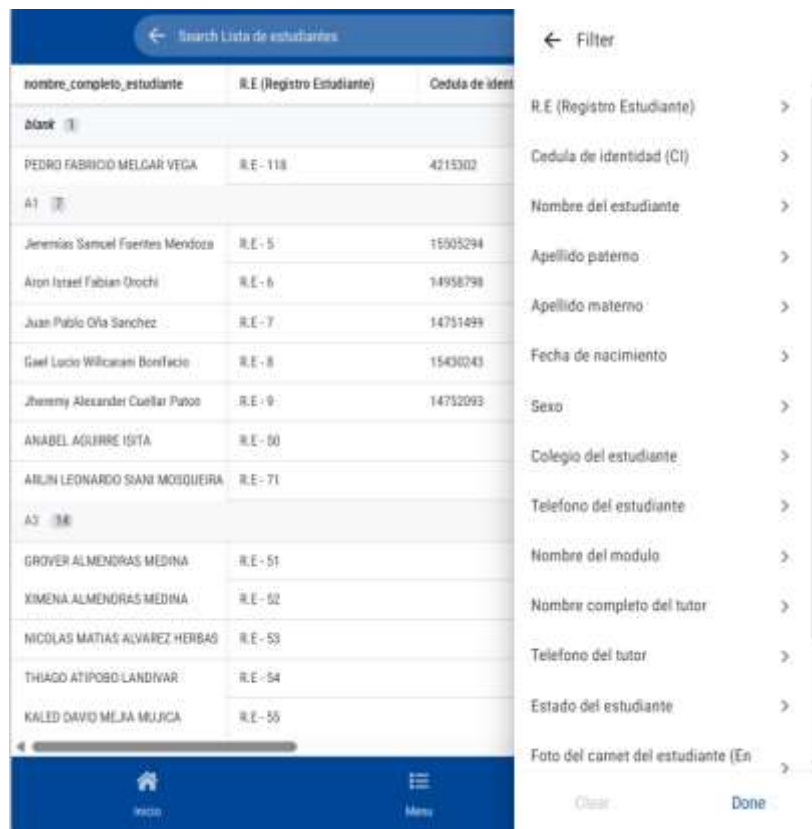 Search Lista de estudiantes
nombre_completo_estudiante R.E (Registro Estudiante) Cedula de ident
blank 1
PEDRO FABRICIO MELGAR VEGA R.E - 118 4215302
A1 7
Jeremias Samuel Fuentes Mendoza R.E - 5 15505294
Aron Israel Fabian Orochi R.E - 6 14958798
Juan Pablo Oña Sanchez R.E - 7 14751499
Gael Lucio Willcarani Bonifacio R.E - 8 15430243
Jheremy Alexander Cuellar Patoo R.E - 9 14752093
ANABEL AGUIRRE ISITA R.E - 50
ARLIN LEONARDO SIANI MOSQUEIRA R.E - 71
A3 14
GROVER ALMENDRAS MEDINA R.E - 51
XIMENA ALMENDRAS MEDINA R.E - 52
NICOLAS MATIAS ALVAREZ HERBAS R.E - 53
THIAGO ATIPOBO LANDIVAR R.E - 54
KALED DAVID MEJIA MUJICA R.E - 55
Inicio Menu
Filter
R.E (Registro Estudiante)
Cedula de identidad (CI)
Nombre del estudiante
Apellido paterno
Apellido materno
Fecha de nacimiento
Sexo
Colegio del estudiante
Telefono del estudiante
Nombre del modulo
Nombre completo del tutor
Telefono del tutor
Estado del estudiante
Foto del carnet del estudiante (En
Clear Done